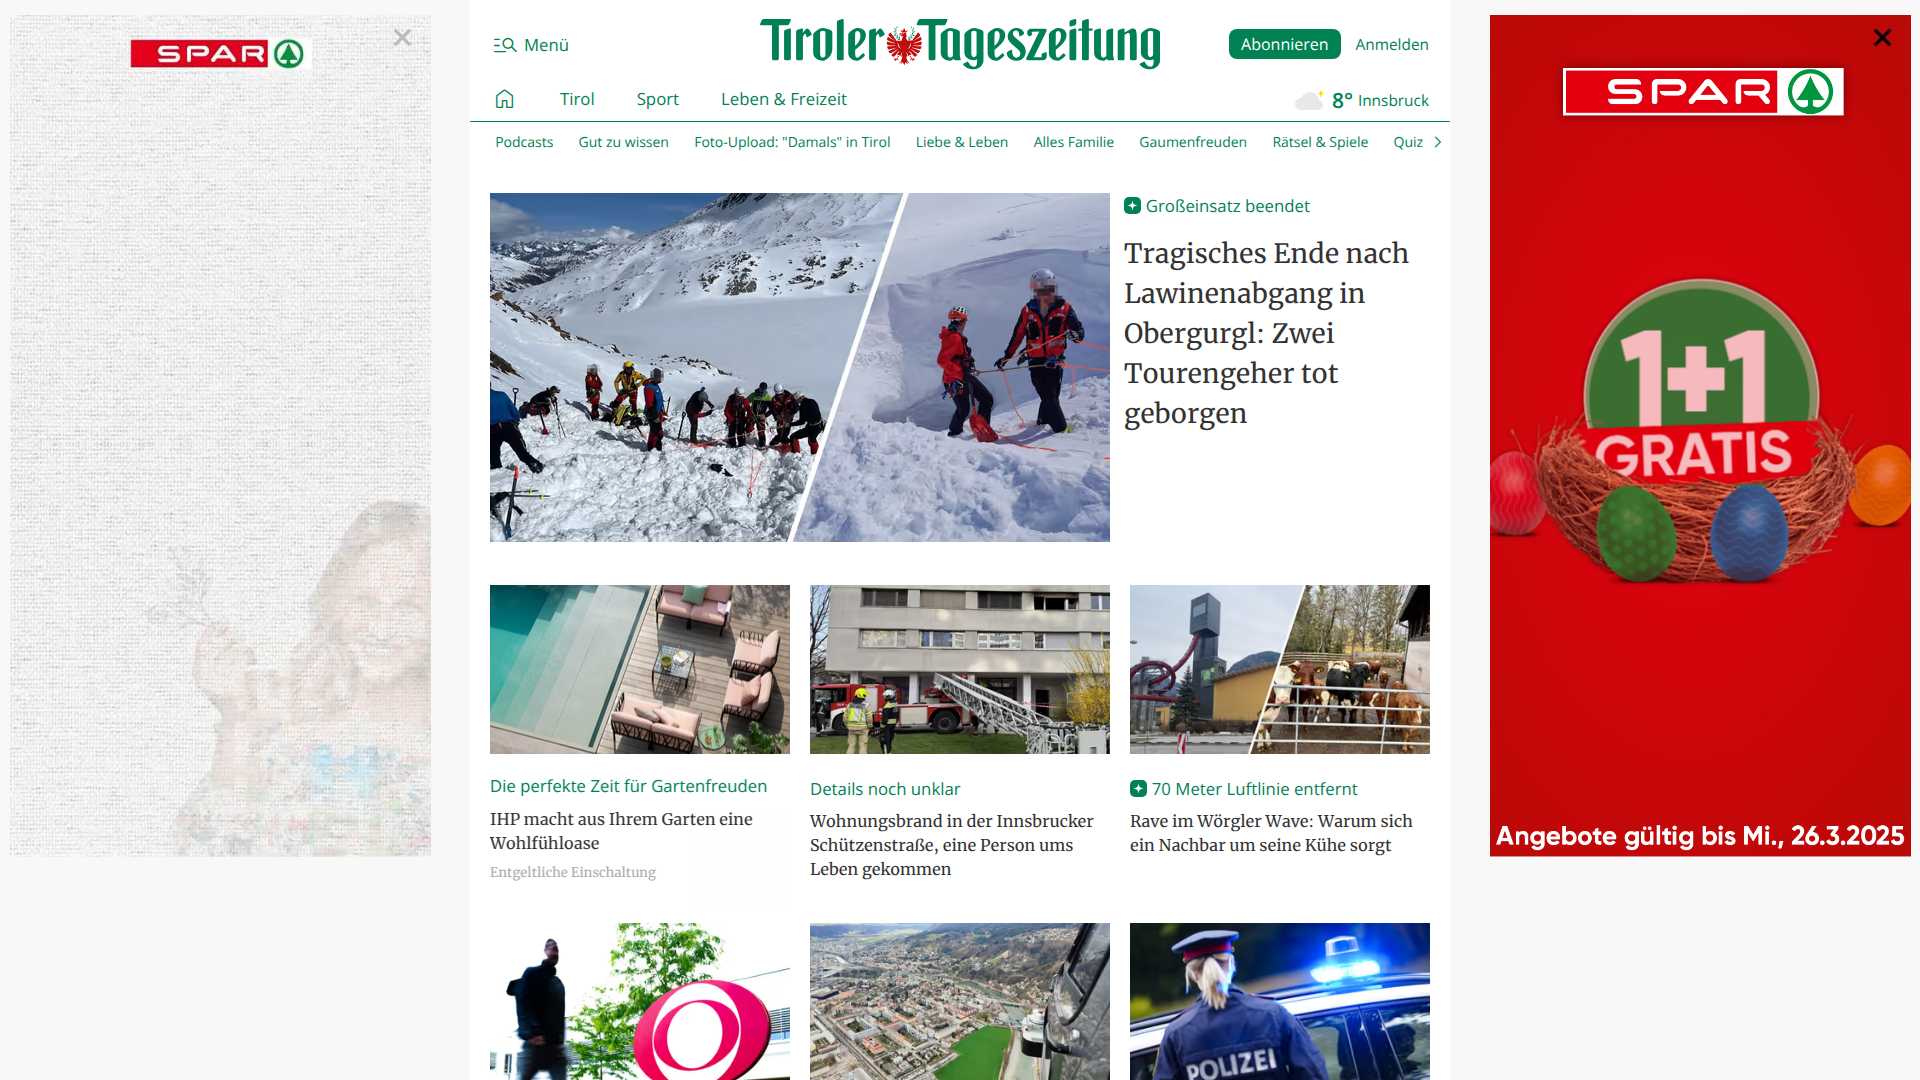 SPAR
Menü
Tiroler Tageszeitung
Abonnieren
Anmelden
Tirol
Sport
Leben & Freizeit
8° Innsbruck
Podcasts
Gut zu wissen
Foto-Upload: "Damals" in Tirol
Liebe & Leben
Alles Familie
Gaumenfreuden
Rätsel & Spiele
Quiz
Großeinsatz beendet
Tragisches Ende nach
Lawinenabgang in
Obergurgl: Zwei
Tourengeher tot
geborgen
Die perfekte Zeit für Gartenfreuden
IHP macht aus Ihrem Garten eine
Wohlfühloase
Entgeltliche Einschaltung
Details noch unklar
Wohnungsbrand in der Innsbrucker
Schützenstraße, eine Person ums
Leben gekommen
70 Meter Luftlinie entfernt
Rave im Wörgler Wave: Warum sich
ein Nachbar um seine Kühe sorgt
POLIZEI
SPAR
1+1
GRATIS
Angebote gültig bis Mi., 26.3.2025